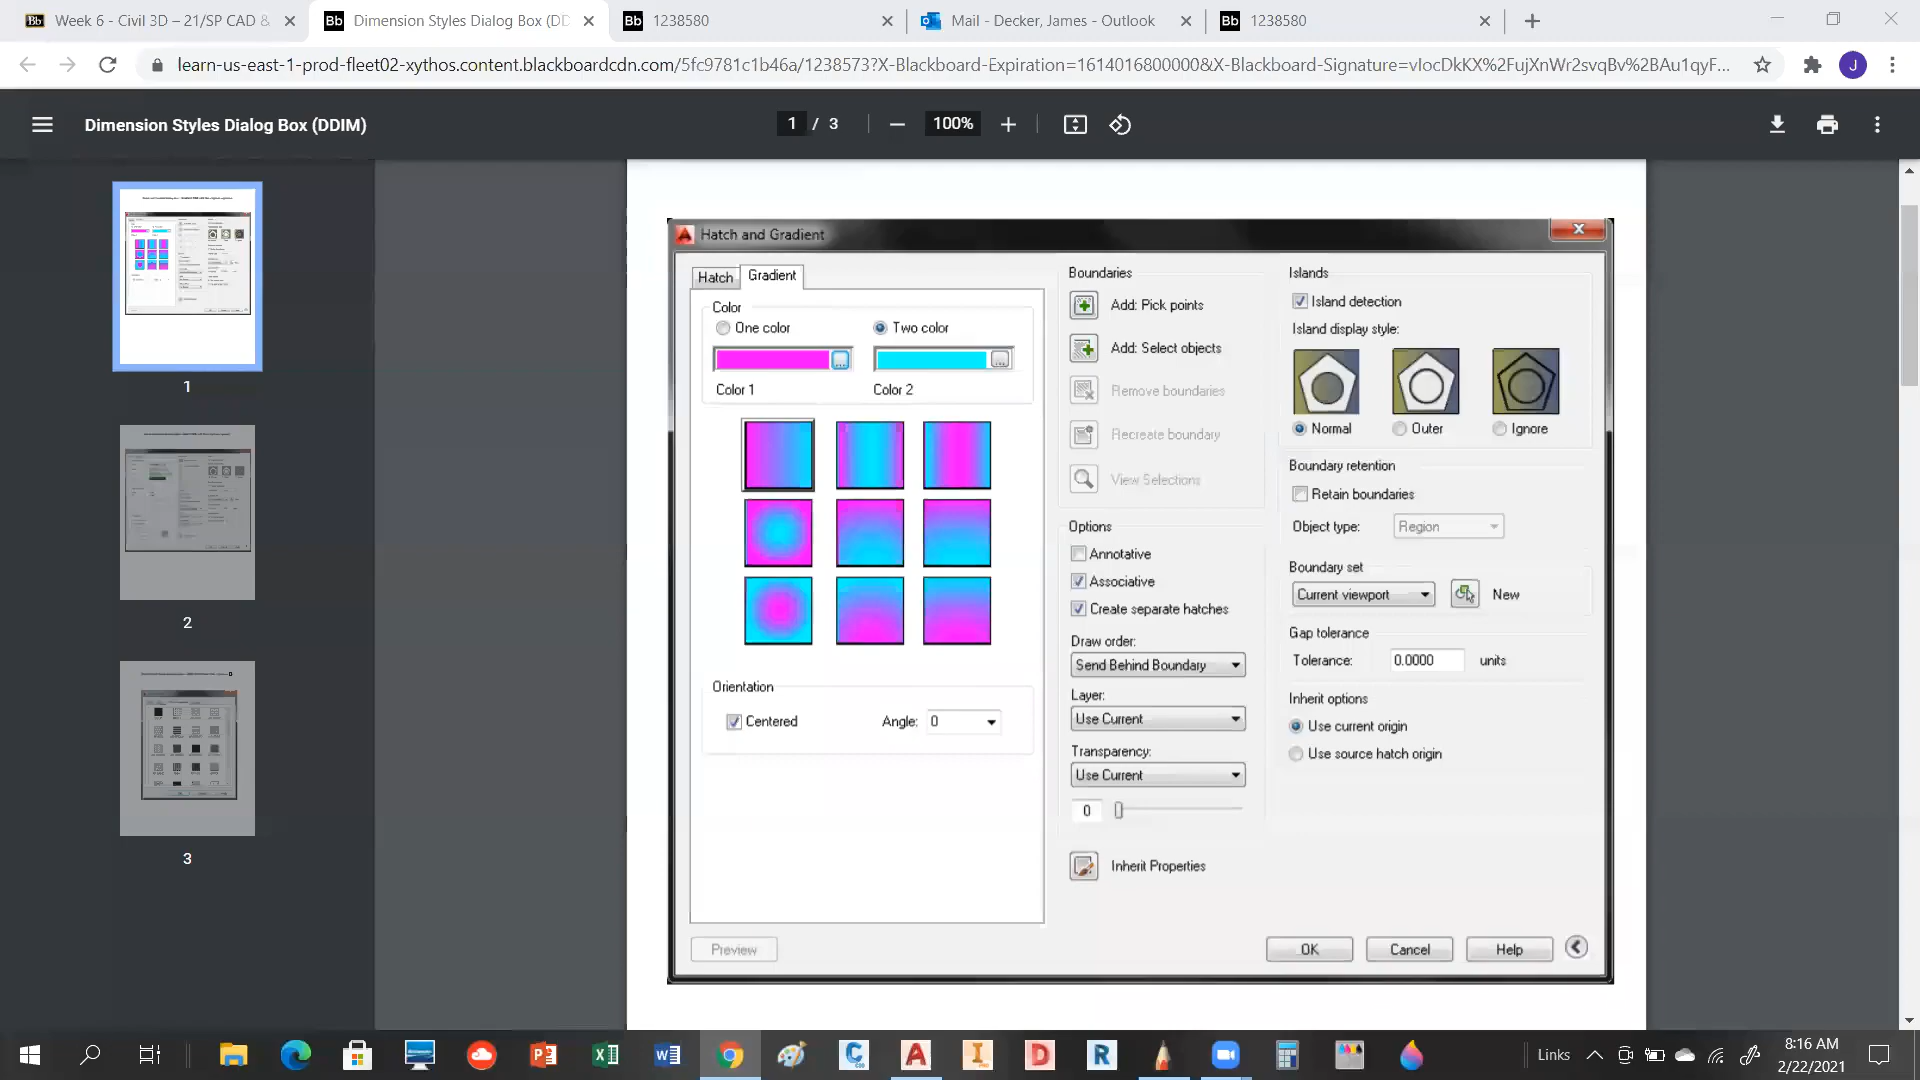 Week 6 - Civil 3D – 21/SP CAD &
Dimension Styles Dialog Box (DD
1238580
Mail - Decker, James - Outlook
1238580
learn-us-east-1-prod-fleet02-xythos.content.blackboardcdn.com/5fc9781c1b46a/1238573?X-Blackboard-Expiration=1614016800000&X-Blackboard-Signature=vIocDkKX%2FujXnWr2svqBv%2BAu1qyF...
J
Dimension Styles Dialog Box (DDIM)
1 / 3
100%
1
2
3
Hatch and Gradient
Hatch
Gradient
Color
One color
Two color
Color 1
Color 2
Orientation
Centered
Angle: 0
Preview
Boundaries
Add: Pick points
Add: Select objects
Remove boundaries
Recreate boundary
View Selections
Options
Annotative
Associative
Create separate hatches
Draw order:
Send Behind Boundary
Layer:
Use Current
Transparency:
Use Current
0
Inherit Properties
Islands
Island detection
Island display style:
Normal
Outer
Ignore
Boundary retention
Retain boundaries
Object type: Region
Boundary set
Current viewport
New
Gap tolerance
Tolerance: 0.0000 units
Inherit options
Use current origin
Use source hatch origin
OK
Cancel
Help
Links
8:16 AM
2/22/2021